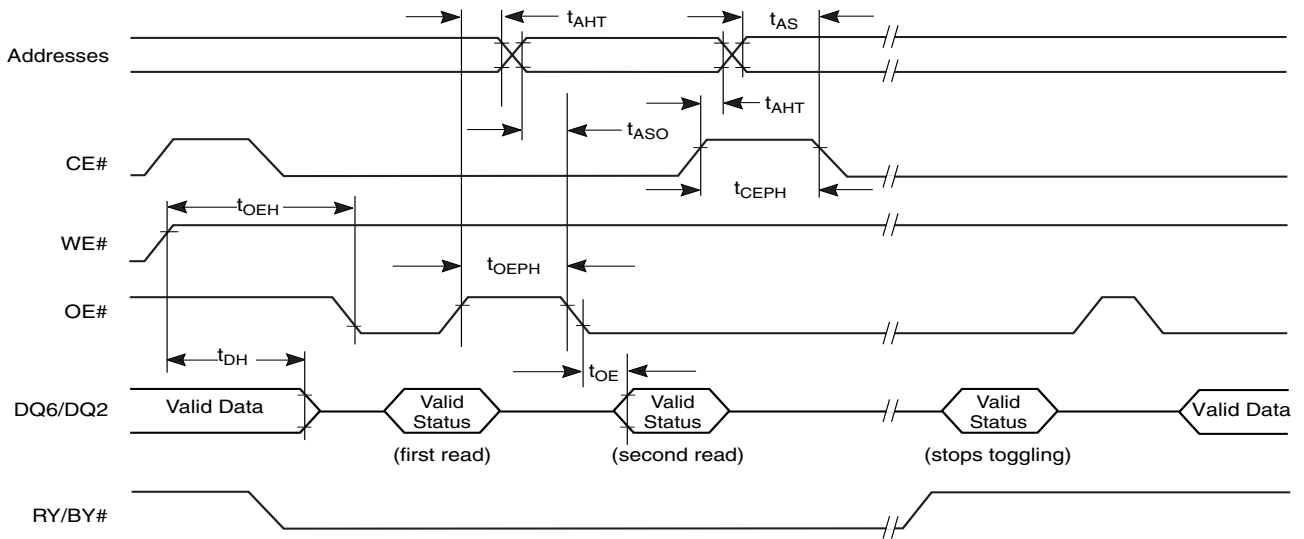 tAHT
tAS
Addresses
tAHT
tASO
CE#
tCEPH
tOEH
WE#
tOEPH
OE#
tDH
tOE
DQ6/DQ2
Valid Data
Valid
Status
Valid
Status
Valid
Status
Valid Data
(first read)
(second read)
(stops toggling)
RY/BY#